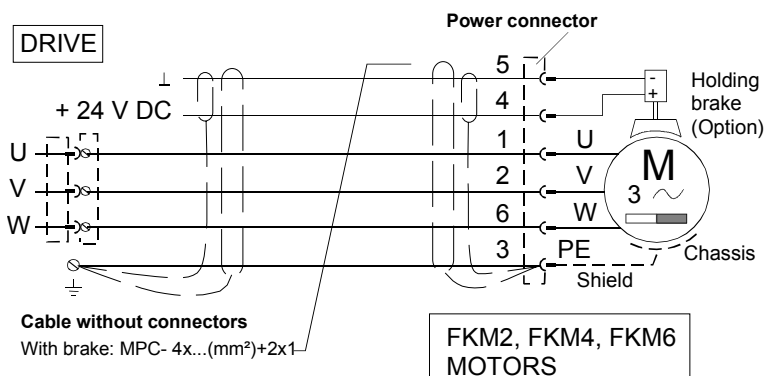 Power connector
DRIVE
5
⊥
-
+
Holding
brake
(Option)
4
+ 24 V DC
1
U
U
M
3 ~
2
V
V
6
W
W
3
PE
Chassis
Shield
Cable without connectors
With brake: MPC- 4x...(mm²)+2x1
FKM2, FKM4, FKM6
MOTORS